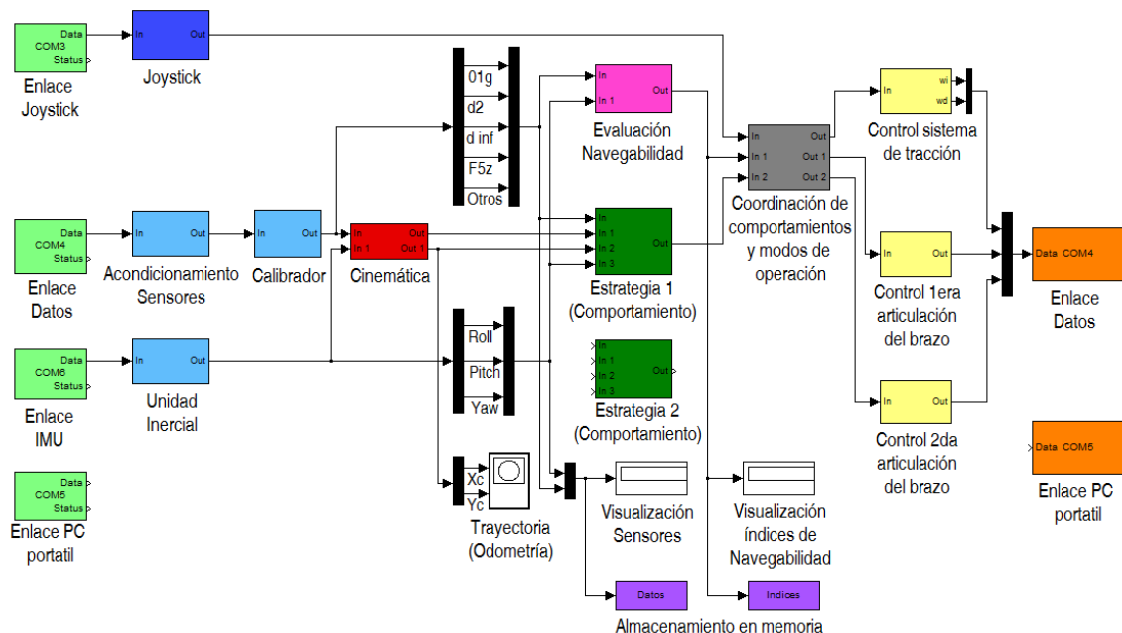 Data
COM3
Status
Enlace
Joystick
In
Out
Joystick
Data
COM4
Status
Enlace
Datos
In
Out
Acondicionamiento
Sensores
In
Out
Calibrador
In
Out
In 1
Out 1
Cinemática
Data
COM6
Status
Enlace
IMU
In
Out
Unidad
Inercial
Data
COM5
Status
Enlace PC
portatil
01g
d2
d inf
F5z
Otros
Roll
Pitch
Yaw
Xc
Yc
Trayectoria
(Odometría)
In
In 1
Out
Evaluación
Navegabilidad
In
In 1
In 2
In 3
Out
Estrategia 1
(Comportamiento)
In
In 1
In 2
In 3
Out
Estrategia 2
(Comportamiento)
Visualización
Sensores
Visualización
índices de
Navegabilidad
Datos
Indices
Almacenamiento en memoria
In
Out
In 1
Out 1
In 2
Out 2
Coordinación de
comportamientos
y modos de
operación
In
wi
wd
Control sistema
de tracción
In
Out
Control 1era
articulación
del brazo
In
Out
Control 2da
articulación
del brazo
Data COM4
Enlace
Datos
Data COM5
Enlace PC
portatil